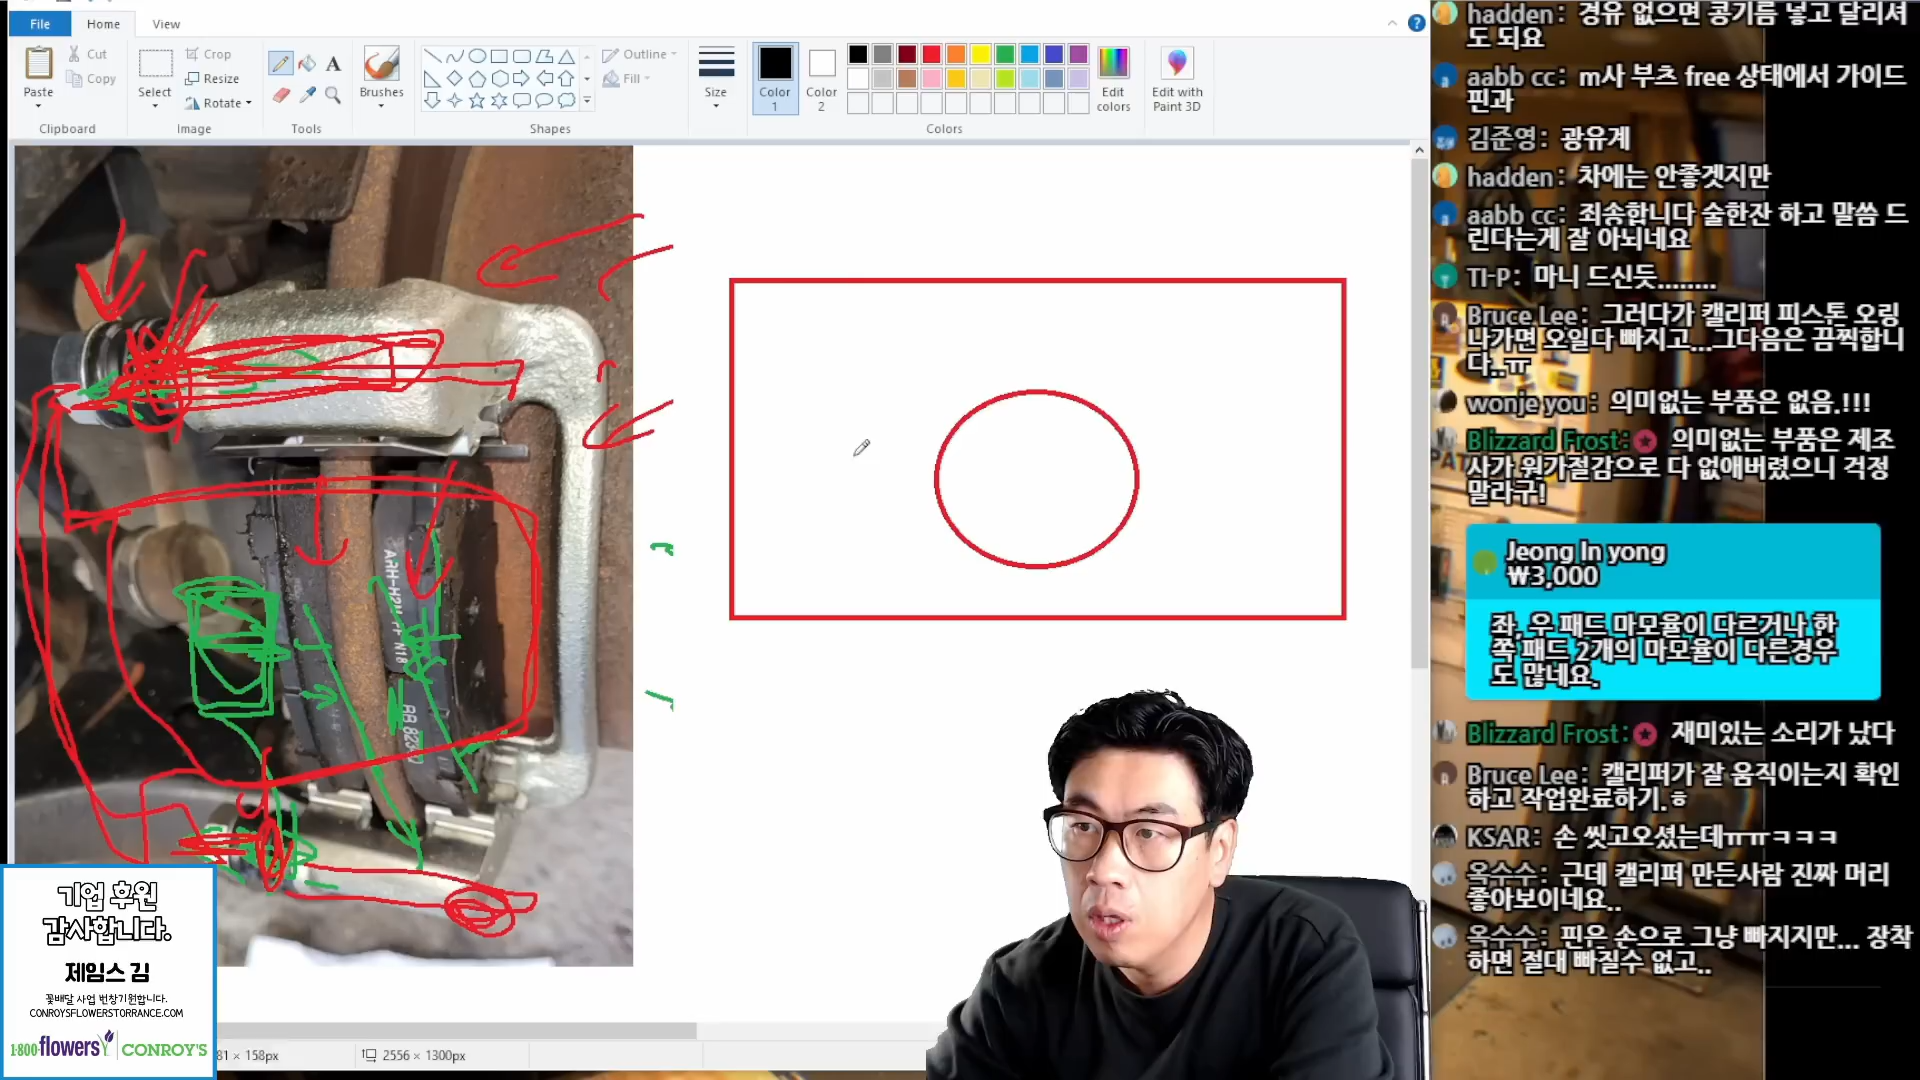 File
Home
View
Paste
Cut
Copy
Clipboard
Select
Crop
Resize
Rotate
Image
A
Tools
Brushes
Shapes
Outline
Fill
Size
Color
1
Color
2
Edit
colors
Edit with
Paint 3D
Colors
ARH-H2
N18
기업 후원
감사합니다.
제임스 김
꽃배달 사업 번창기원합니다.
CONROYSFLOWERSTORRANCE.COM
1-800-flowers
CONROY'S
81 × 158px
2556 × 1300px
hadden: 경유 없으면 콩기름 넣고 달리셔
도 되요
aabb cc: m사 부츠 free 상태에서 가이드
핀과
김준영: 광유계
hadden: 차에는 안좋겟지만
aabb cc: 죄송합니다 술한잔 하고 말씀 드
린다는게 잘 아뇌네요
TI-P: 마니 드신듯........
Bruce Lee: 그러다가 캘리퍼 피스톤 오링
나가면 오일다 빠지고...그다음은 끔찍합니
다..ㅠ
wonje you: 의미없는 부품은 없음.!!!
Blizzard Frost: 의미없는 부품은 제조
사가 원가절감으로 다 없애버렸으니 걱정
말라구!
Jeong In yong
₩3,000
좌, 우 패드 마모율이 다르거나 한
쪽 패드 2개의 마모율이 다른경우
도 많네요.
Blizzard Frost: 재미있는 소리가 났다
Bruce Lee: 캘리퍼가 잘 움직이는지 확인
하고 작업완료하기.ㅎ
KSAR: 손 씻고오셨는데ㅠㅠㅋㅋㅋ
옥수수: 근데 캘리퍼 만든사람 진짜 머리
좋아보이네요..
옥수수: 핀은 손으로 그냥 빠지지만... 장착
하면 절대 빠질수 없고..